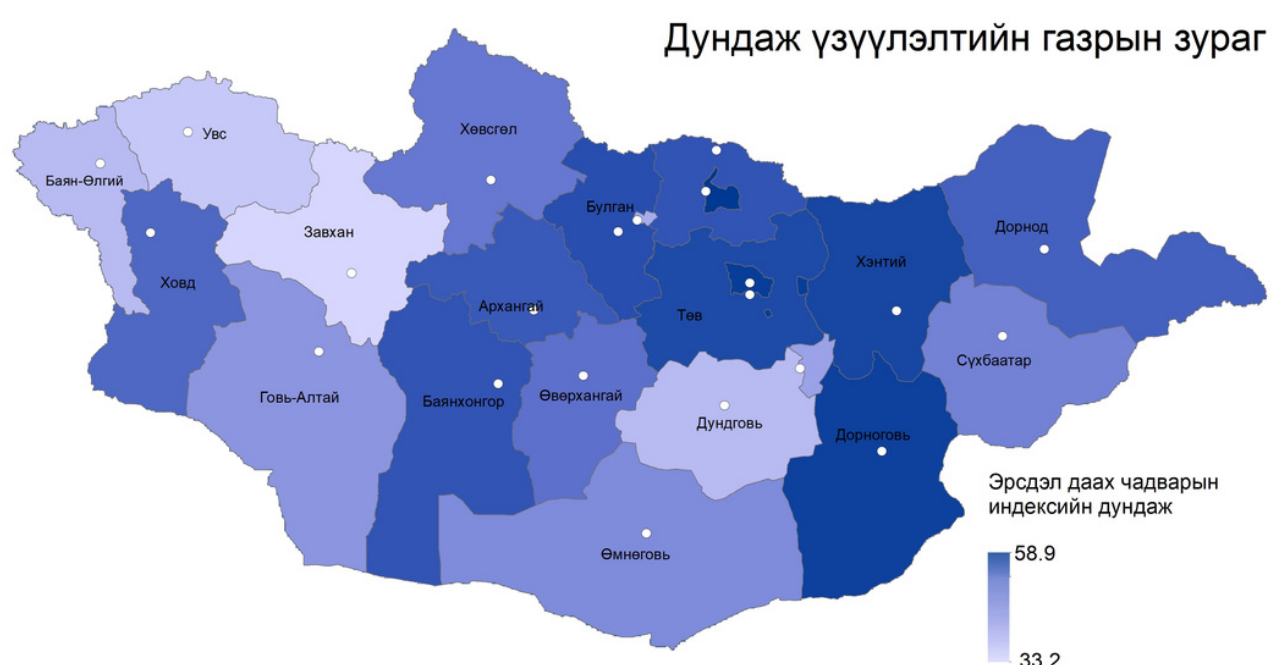 Дундаж үзүүлэлтийн газрын зураг
Увс
Хөвсгөл
Баян-Өлгий
Завхан
Булган
Ховд
Архангай
Төв
Хэнтий
Дорнод
Говь-Алтай
Баянхонгор
Өвөрхангай
Дундговь
Дорноговь
Сүхбаатар
Өмнөговь
Эрсдэл даах чадварын
индексийн дундаж
58.9
33.2